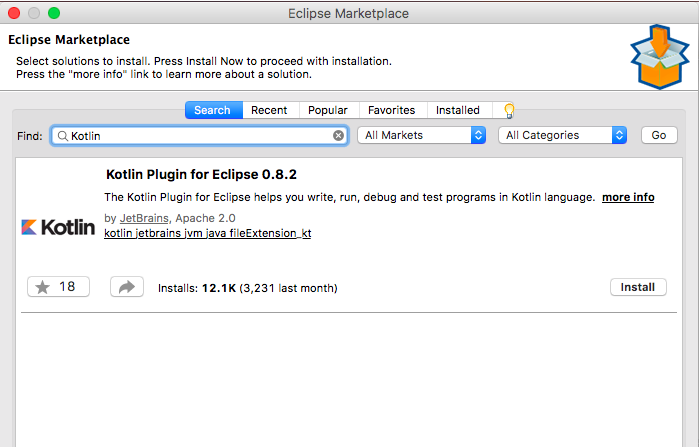 Eclipse Marketplace
Eclipse Marketplace
Select solutions to install. Press Install Now to proceed with installation.
Press the "more info" link to learn more about a solution.
Search Recent Popular Favorites Installed
Find: Kotlin All Markets All Categories Go
Kotlin Plugin for Eclipse 0.8.2
The Kotlin Plugin for Eclipse helps you write, run, debug and test programs in Kotlin language. more info
by JetBrains, Apache 2.0
Kotlin
kotlin jetbrains jvm java fileExtension_kt
18 Installs: 12.1K (3,231 last month) Install